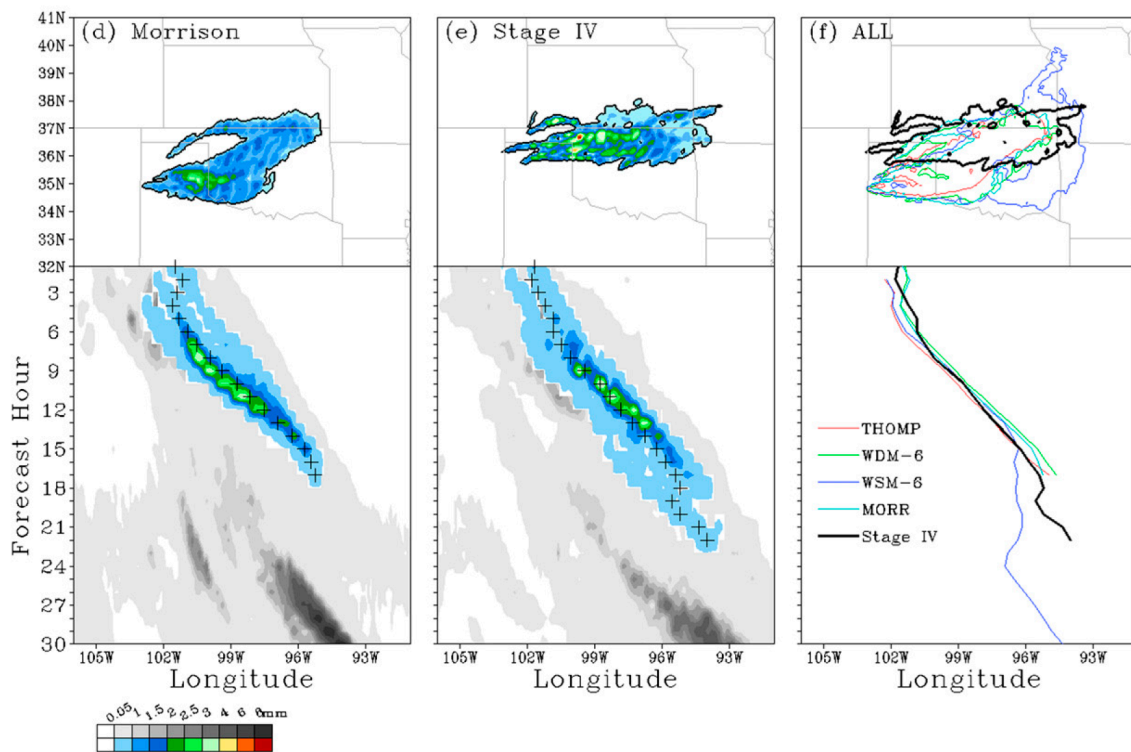 (d) Morrison
(e) Stage IV
(f) ALL
41N
40N
39N
38N
37N
36N
35N
34N
33N
32N
3
6
9
12
15
18
21
24
27
30
Forecast Hour
THOMP
WDM-6
WSM-6
MORR
Stage IV
105W 102W 99W 96W 93W
105W 102W 99W 96W 93W
105W 102W 99W 96W 93W
Longitude Longitude Longitude
0.05 1 1.5 2 2.5 3 4 6 8mm